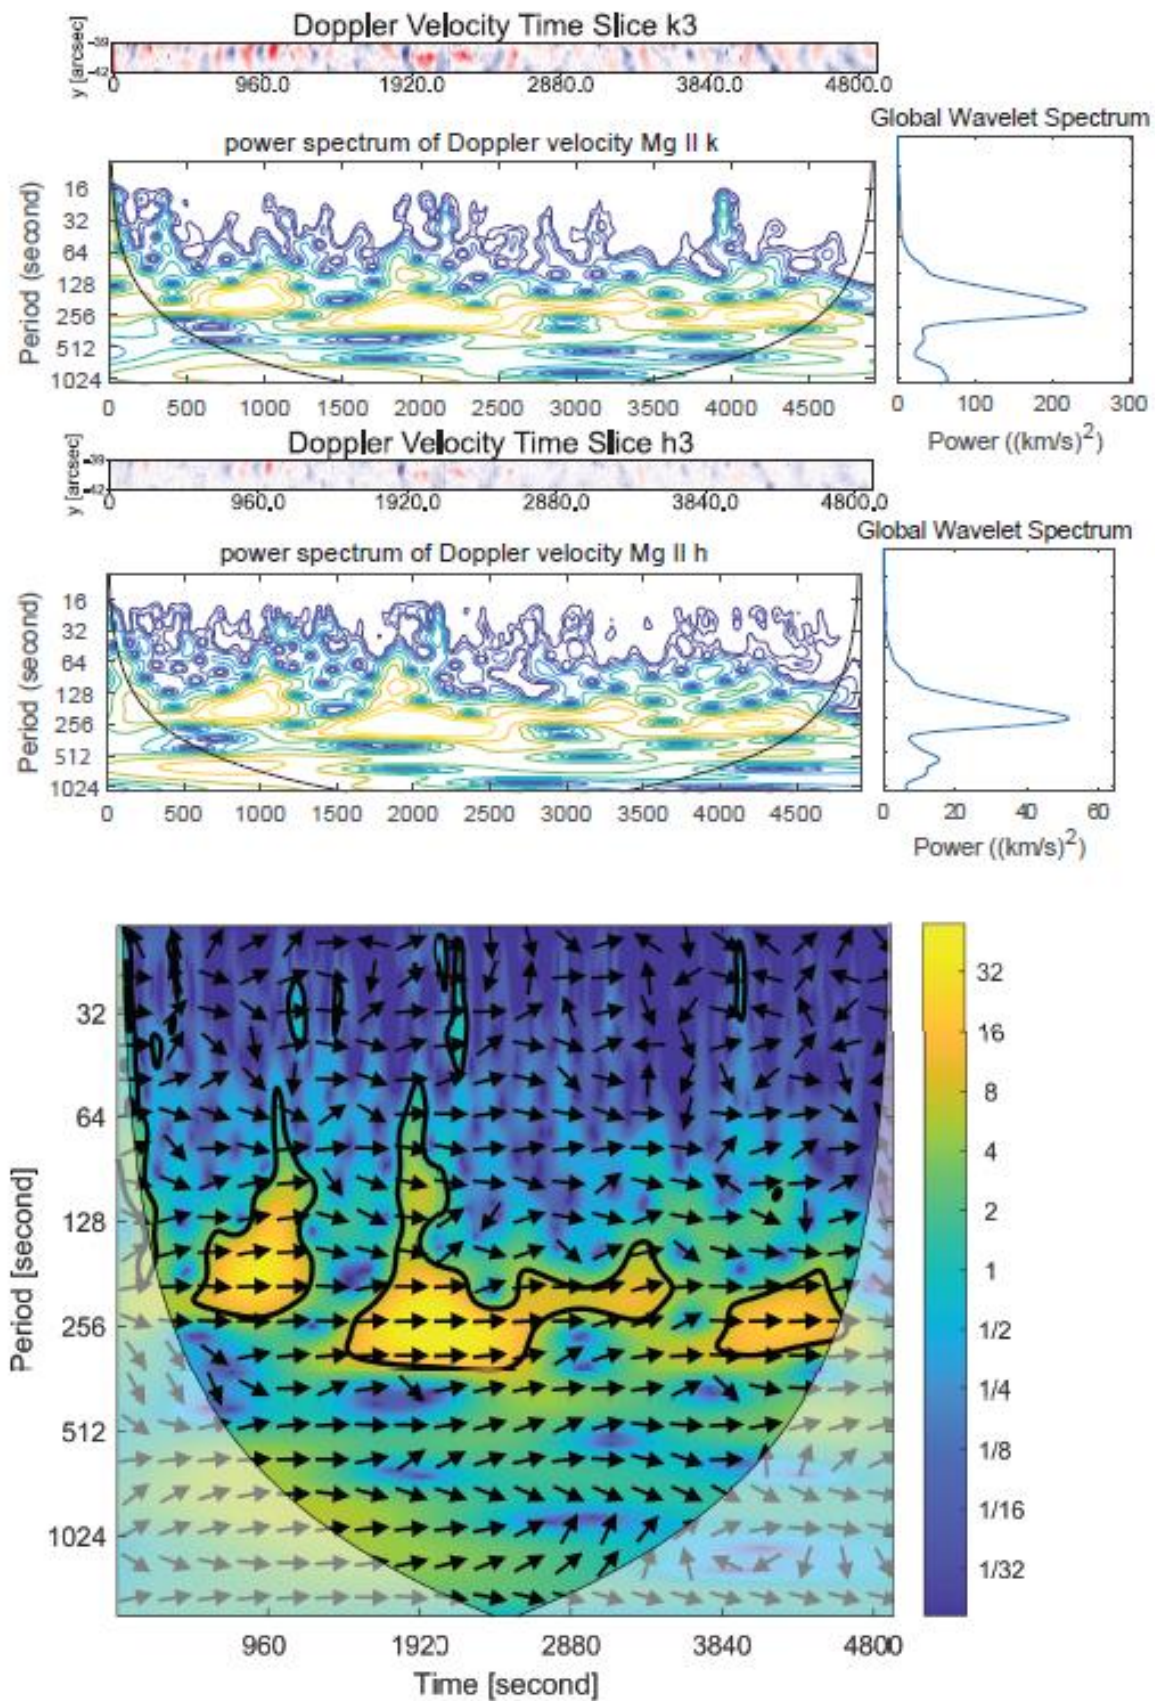 Doppler Velocity Time Slice k3
y [arcsec]
-39
-42
0 960.0 1920.0 2880.0 3840.0 4800.0
power spectrum of Doppler velocity Mg II k
Period (second)
16
32
64
128
256
512
1024
0 500 1000 1500 2000 2500 3000 3500 4000 4500
Global Wavelet Spectrum
0 100 200 300
Power ((km/s)2)
Doppler Velocity Time Slice h3
y [arcsec]
-39
-42
0 960.0 1920.0 2880.0 3840.0 4800.0
power spectrum of Doppler velocity Mg II h
Period (second)
16
32
64
128
256
512
1024
0 500 1000 1500 2000 2500 3000 3500 4000 4500
Global Wavelet Spectrum
0 20 40 60
Power ((km/s)2)
Period [second]
32
64
128
256
512
1024
960 1920 2880 3840 4800
Time [second]
32
16
8
4
2
1
1/2
1/4
1/8
1/16
1/32